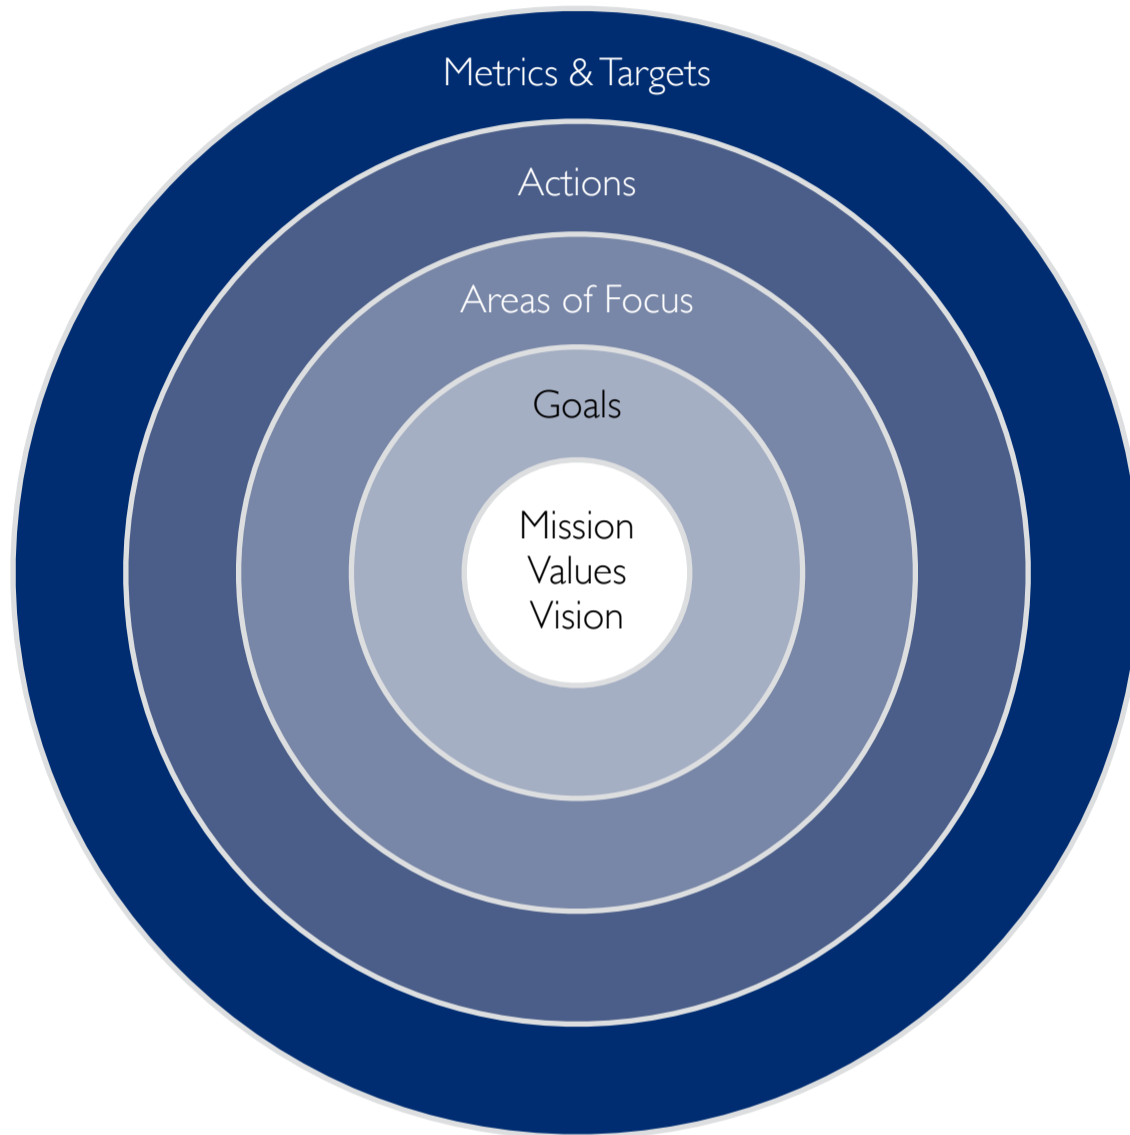 Metrics & Targets
Actions
Areas of Focus
Goals
Mission
Values
Vision